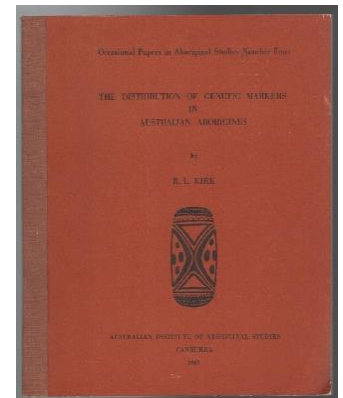 Occasional Papers in Aboriginal Studies Number Four
THE DISTRIBUTION OF GENETIC MARKERS
IN
AUSTRALIAN ABORIGINES
by
R. L. KIRK
AUSTRALIAN INSTITUTE OF ABORIGINAL STUDIES
CANBERRA